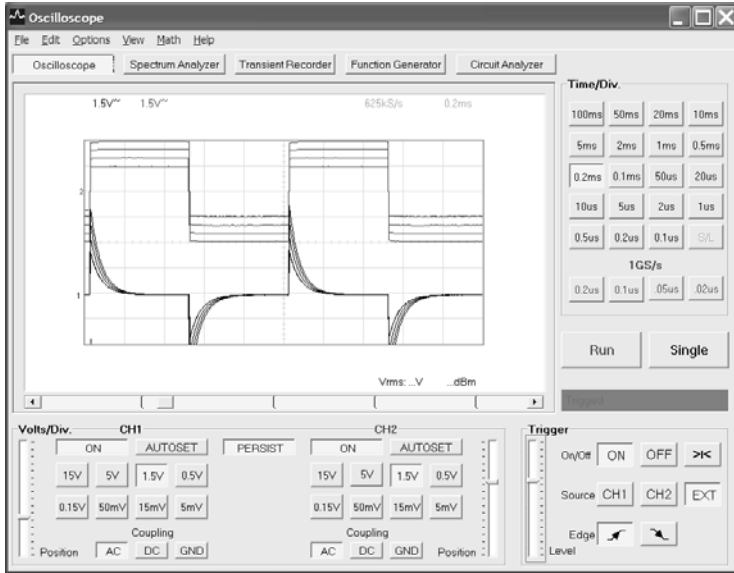 Oscilloscope
File Edit Options View Math Help
Oscilloscope Spectrum Analyzer Transient Recorder Function Generator Circuit Analyzer
1.5V~ 1.5V~ 625kS/s 0.2ms
2
1
Vrms: ...V ...dBm
Time/Div.
100ms 50ms 20ms 10ms
5ms 2ms 1ms 0.5ms
0.2ms 0.1ms 50us 20us
10us 5us 2us 1us
0.5us 0.2us 0.1us S/L
1GS/s
0.2us 0.1us .05us .02us
Run Single
Trigged
Volts/Div. CH1 CH2
ON AUTOSET PERSIST ON AUTOSET
15V 5V 1.5V 0.5V 15V 5V 1.5V 0.5V
0.15V 50mV 15mV 5mV 0.15V 50mV 15mV 5mV
Coupling Coupling
Position AC DC GND AC DC GND Position
Trigger
On/Off ON OFF
Source CH1 CH2 EXT
Edge
Level